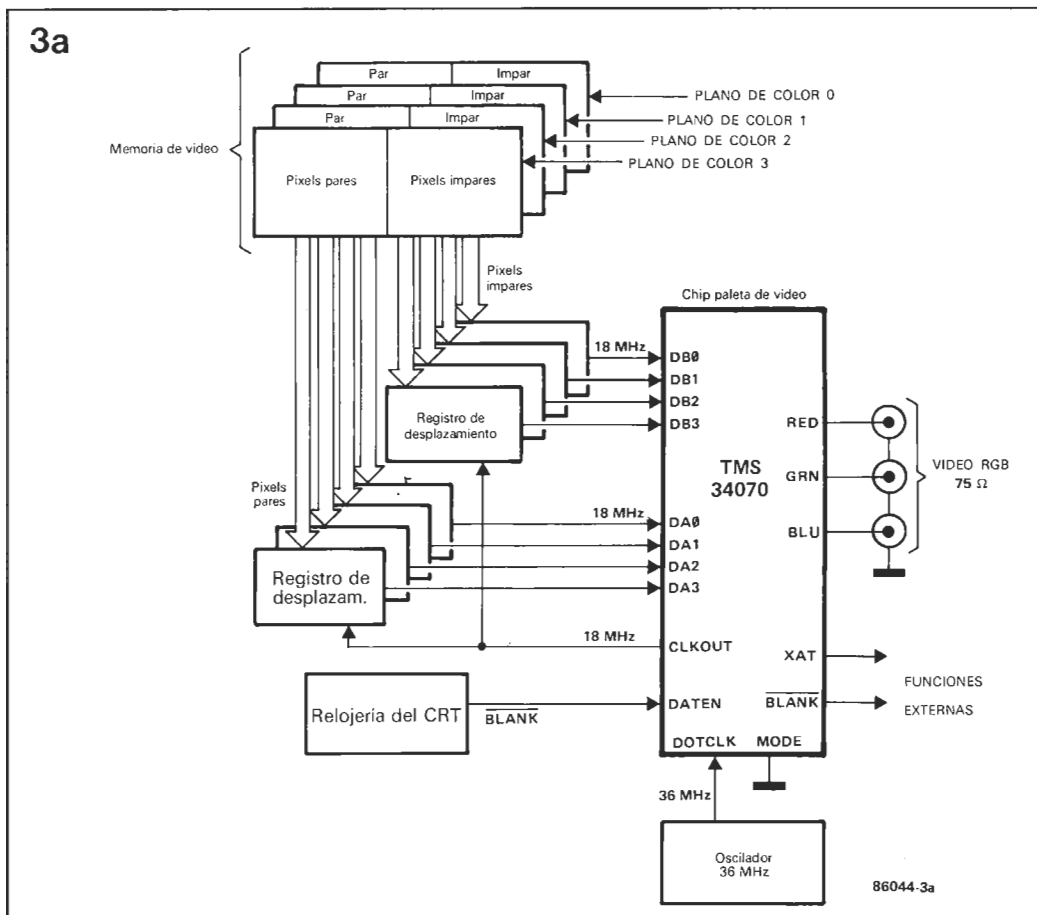 3a
Par Impar
Par Impar
Par Impar
PLANO DE COLOR 0
PLANO DE COLOR 1
PLANO DE COLOR 2
PLANO DE COLOR 3
Memoria de video
Pixels pares Pixels impares
Pixels
impares
Chip paleta de video
18 MHz
DB0
DB1
DB2
DB3
Registro de
desplazamiento
RED
GRN
BLU
VIDEO RGB
75 Ω
TMS
34070
Pixels
pares
18 MHz
DA0
DA1
DA2
DA3
Registro de
desplazam.
18 MHz
CLKOUT
XAT
FUNCIONES
EXTERNAS
BLANK
Relojería del CRT
BLANK
DATEN
DOTCLK MODE
36 MHz
Oscilador
36 MHz
86044-3a